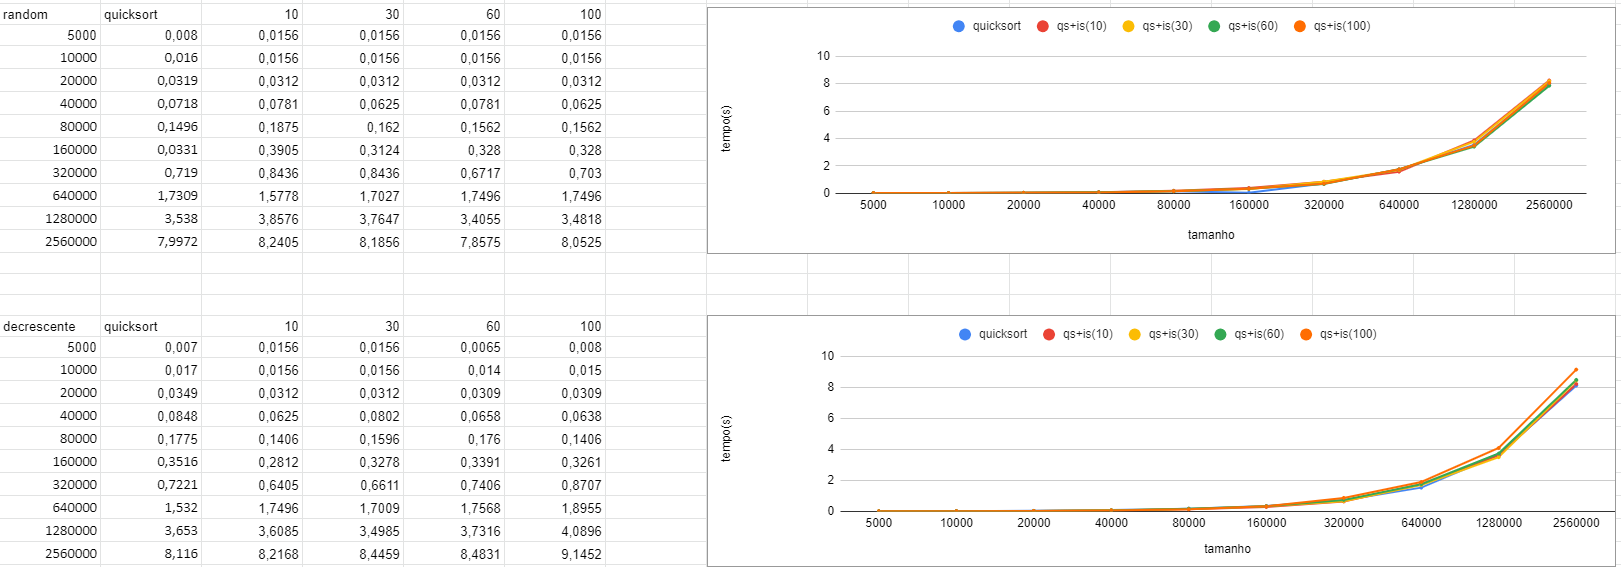 random quicksort 10 30 60 100
5000 0,008 0,0156 0,0156 0,0156 0,0156
10000 0,016 0,0156 0,0156 0,0156 0,0156
20000 0,0319 0,0312 0,0312 0,0312 0,0312
40000 0,0718 0,0781 0,0625 0,0781 0,0625
80000 0,1496 0,1875 0,162 0,1562 0,1562
160000 0,0331 0,3905 0,3124 0,328 0,328
320000 0,719 0,8436 0,8436 0,6717 0,703
640000 1,7309 1,5778 1,7027 1,7496 1,7496
1280000 3,538 3,8576 3,7647 3,4055 3,4818
2560000 7,9972 8,2405 8,1856 7,8575 8,0525
quicksort qs+is(10) qs+is(30) qs+is(60) qs+is(100)
10
8
6
4
2
0
tempo(s)
5000 10000 20000 40000 80000 160000 320000 640000 1280000 2560000
tamanho
decrescente quicksort 10 30 60 100
5000 0,007 0,0156 0,0156 0,0065 0,008
10000 0,017 0,0156 0,0156 0,014 0,015
20000 0,0349 0,0312 0,0312 0,0309 0,0309
40000 0,0848 0,0625 0,0802 0,0658 0,0638
80000 0,1775 0,1406 0,1596 0,176 0,1406
160000 0,3516 0,2812 0,3278 0,3391 0,3261
320000 0,7221 0,6405 0,6611 0,7406 0,8707
640000 1,532 1,7496 1,7009 1,7568 1,8955
1280000 3,653 3,6085 3,4985 3,7316 4,0896
2560000 8,116 8,2168 8,4459 8,4831 9,1452
quicksort qs+is(10) qs+is(30) qs+is(60) qs+is(100)
10
8
6
4
2
0
tempo(s)
5000 10000 20000 40000 80000 160000 320000 640000 1280000 2560000
tamanho